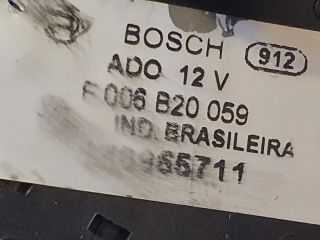 BOSCH 912
ADO 12 V
F 006 B20 059
IND. BRASILEIRA